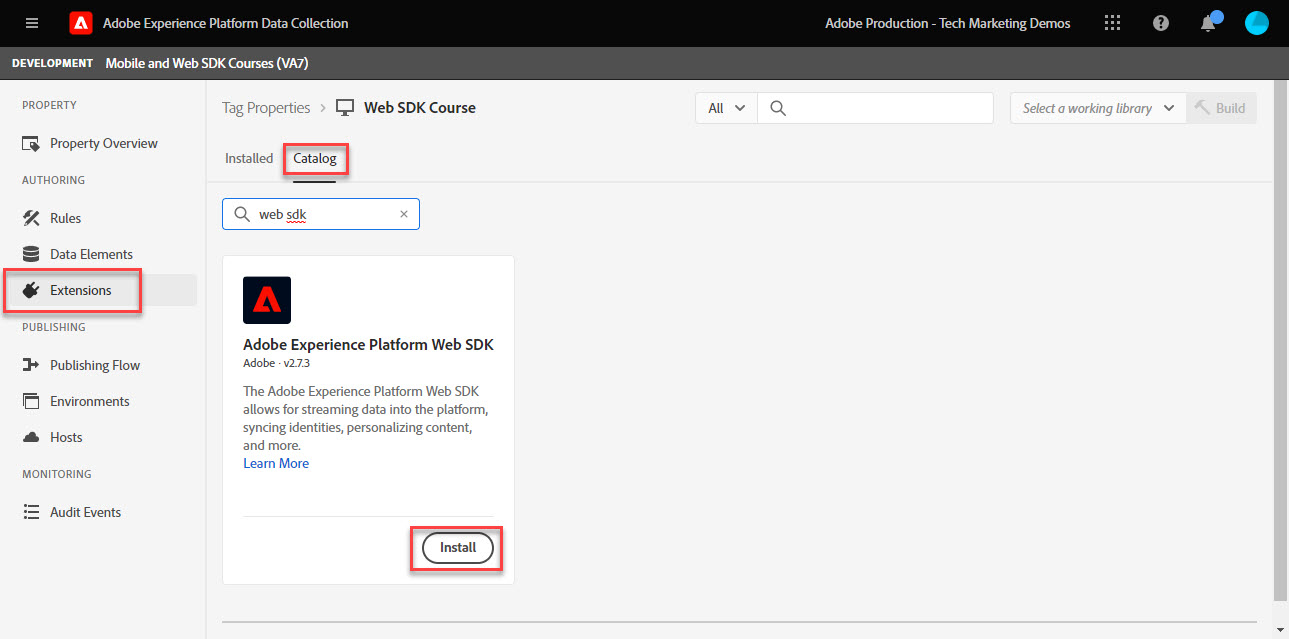 Adobe Experience Platform Data Collection
Adobe Production - Tech Marketing Demos
DEVELOPMENT Mobile and Web SDK Courses (VA7)
PROPERTY
Property Overview
AUTHORING
Rules
Data Elements
Extensions
PUBLISHING
Publishing Flow
Environments
Hosts
MONITORING
Audit Events
Tag Properties > Web SDK Course
All
Select a working library
Build
Installed
Catalog
web sdk
Adobe Experience Platform Web SDK
Adobe · v2.7.3
The Adobe Experience Platform Web SDK
allows for streaming data into the platform,
syncing identities, personalizing content,
and more.
Learn More
Install